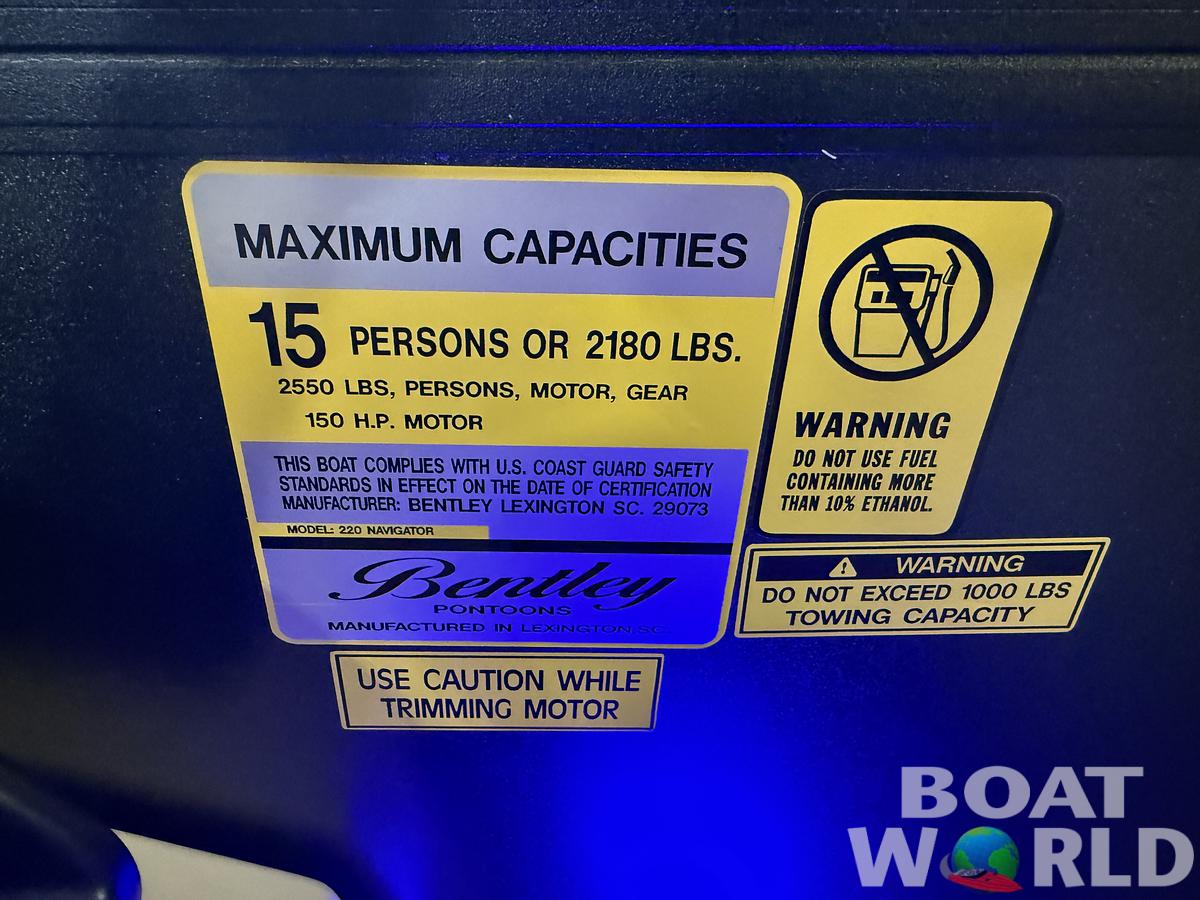 MAXIMUM CAPACITIES
15 PERSONS OR 2180 LBS.
2550 LBS, PERSONS, MOTOR, GEAR
150 H.P. MOTOR
THIS BOAT COMPLIES WITH U.S. COAST GUARD SAFETY
STANDARDS IN EFFECT ON THE DATE OF CERTIFICATION
MANUFACTURER: BENTLEY LEXINGTON SC. 29073
MODEL: 220 NAVIGATOR
Bentley
PONTOONS
MANUFACTURED IN LEXINGTON, SC.
WARNING
DO NOT USE FUEL
CONTAINING MORE
THAN 10% ETHANOL.
WARNING
DO NOT EXCEED 1000 LBS
TOWING CAPACITY
USE CAUTION WHILE
TRIMMING MOTOR
BOAT
WORLD